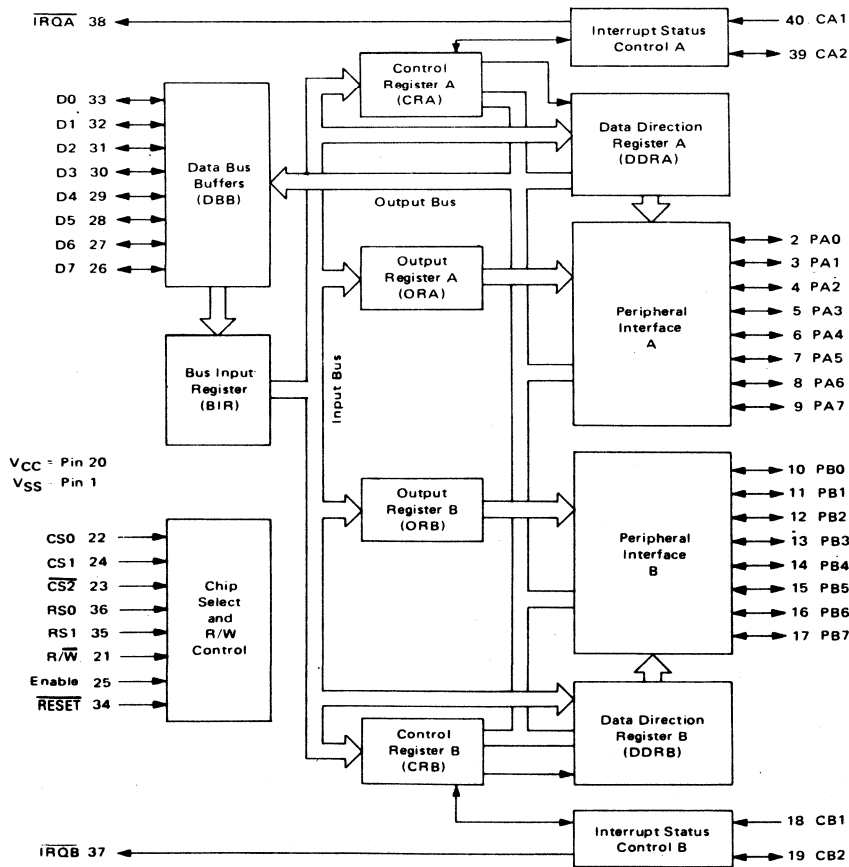 IRQA 38
Interrupt Status
Control A
40 CA1
39 CA2
Control
Register A
(CRA)
D0 33
D1 32
D2 31
D3 30
D4 29
D5 28
D6 27
D7 26
Data Bus
Buffers
(DBB)
Data Direction
Register A
(DDRA)
Output Bus
Output
Register A
(ORA)
Peripheral
Interface
A
2 PA0
3 PA1
4 PA2
5 PA3
6 PA4
7 PA5
8 PA6
9 PA7
Bus Input
Register
(BIR)
Input Bus
VCC = Pin 20
VSS = Pin 1
Output
Register B
(ORB)
Peripheral
Interface
B
10 PB0
11 PB1
12 PB2
13 PB3
14 PB4
15 PB5
16 PB6
17 PB7
CS0 22
CS1 24
CS2 23
RS0 36
RS1 35
R/W 21
Enable 25
RESET 34
Chip
Select
and
R/W
Control
Control
Register B
(CRB)
Data Direction
Register B
(DDRB)
IRQB 37
Interrupt Status
Control B
18 CB1
19 CB2